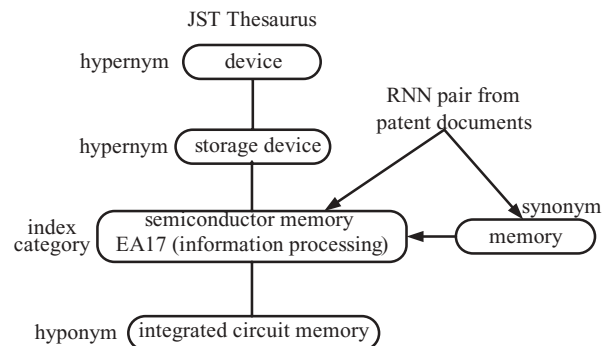 JST Thesaurus
hypernym
device
RNN pair from
patent documents
hypernym
storage device
synonym
index
category
semiconductor memory
EA17 (information processing)
memory
hyponym
integrated circuit memory